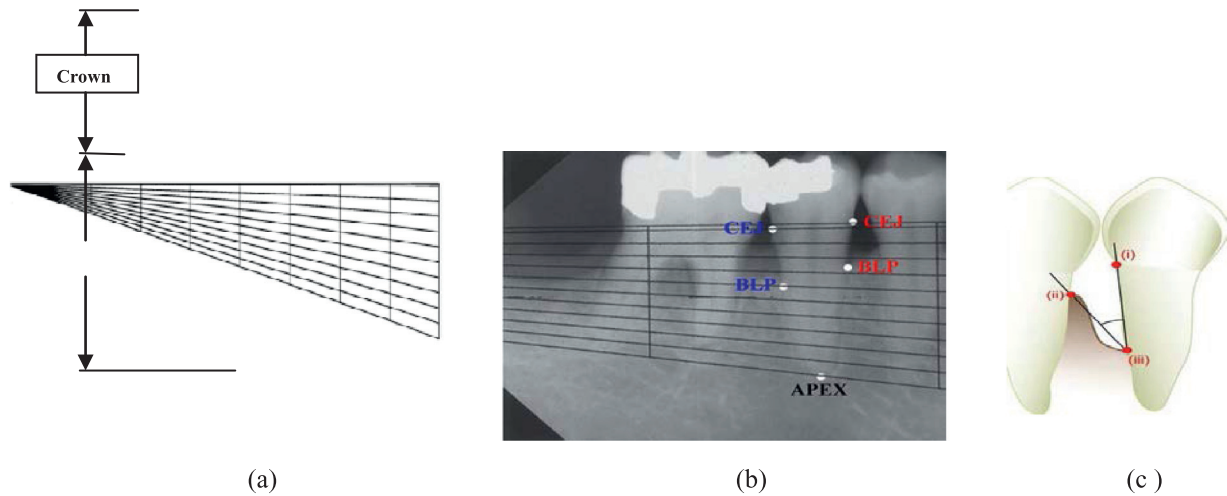 Crown
CEJ
CEJ
BLP
BLP
APEX
(i)
(ii)
(iii)
(a)
(b)
(c )